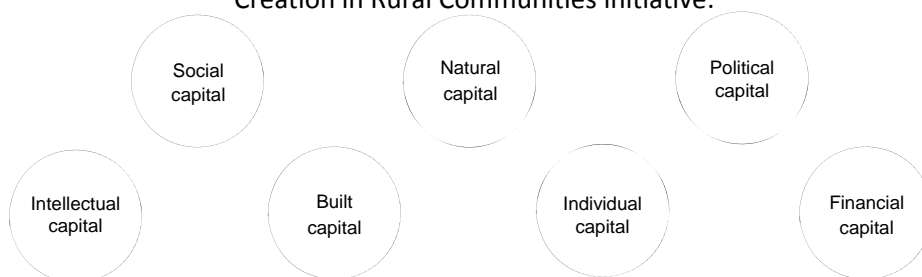 Creation in Rural Communities Initiative.
Social
capital
Natural
capital
Political
capital
Intellectual
capital
Built
capital
Individual
capital
Financial
capital